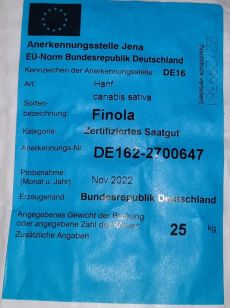 Anerkennungsstelle Jena
EU-Norm Bundesrepublik Deutschland
Kennzeichen der Anerkennungsstelle: DE16
Art: Hanf
canabis sativa
Sorten-
bezeichnung: Finola
Kategorie: Zertifiziertes Saatgut
Anerkennungs-Nr.: DE162-2700647
Probenahme: Nov 2022
(Monat u. Jahr)
Erzeugerland: Bundesrepublik Deutschland
Angegebenes Gewicht der Packung
oder angegebene Zahl der Körner: 25 kg
Zusätzliche Angaben:
(Nachdruck verboten)